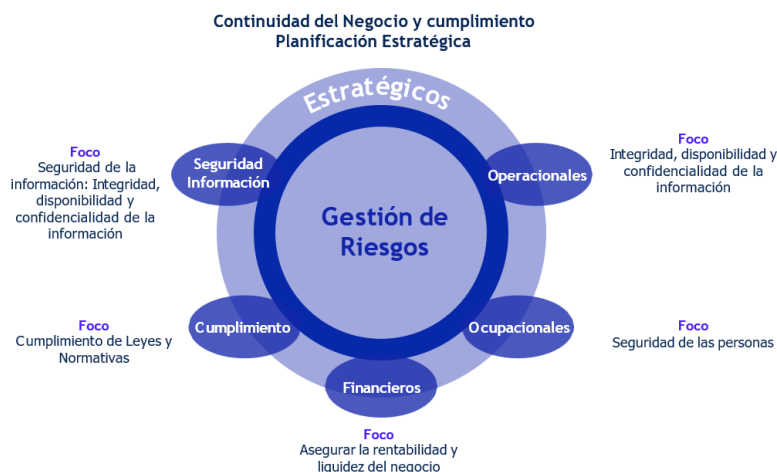 Continuidad del Negocio y cumplimiento
Planificación Estratégica
Estratégicos
Foco
Seguridad de la
información: Integridad,
disponibilidad y
confidencialidad de la
información
Seguridad
Información
Operacionales
Foco
Integridad, disponibilidad y
confidencialidad de la
información
Gestión de
Riesgos
Foco
Cumplimiento de Leyes y
Normativas
Cumplimiento
Ocupacionales
Foco
Seguridad de las personas
Financieros
Foco
Asegurar la rentabilidad y
liquidez del negocio